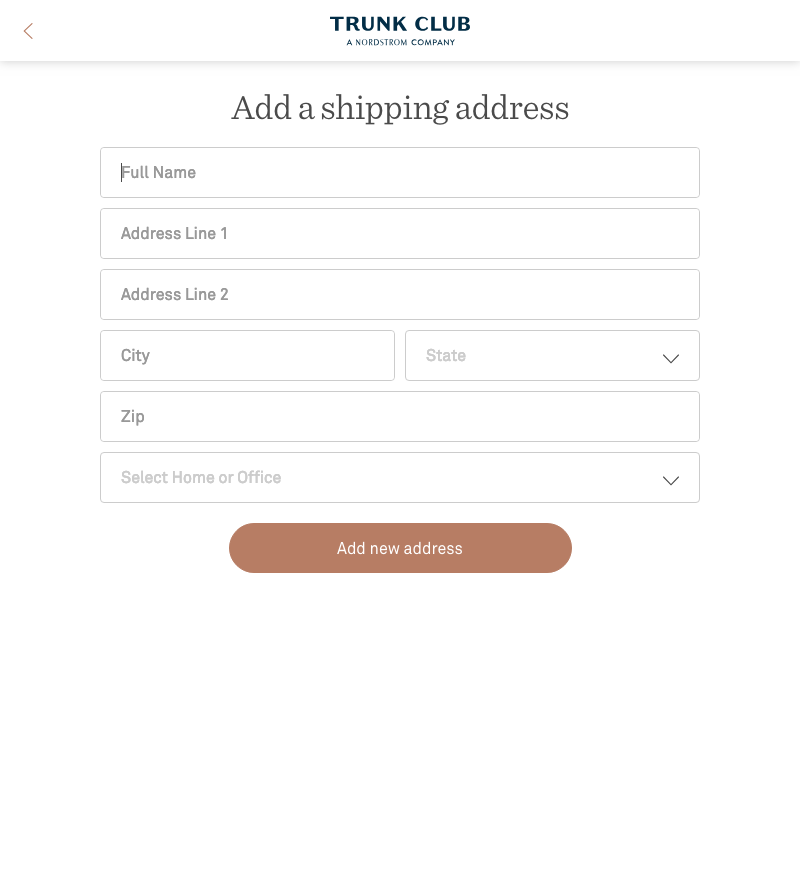 TRUNK CLUB
A NORDSTROM COMPANY
Add a shipping address
Full Name
Address Line 1
Address Line 2
City
State
Zip
Select Home or Office
Add new address